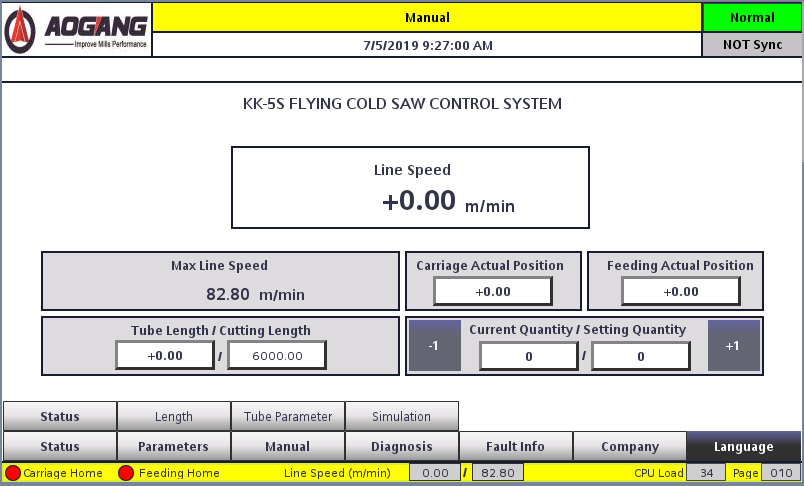 AOGANG
Improve Mills Performance
Manual
Normal
7/5/2019 9:27:00 AM
NOT Sync
KK-5S FLYING COLD SAW CONTROL SYSTEM
Line Speed
+0.00 m/min
Max Line Speed
82.80 m/min
Carriage Actual Position
+0.00
Feeding Actual Position
+0.00
Tube Length / Cutting Length
+0.00 / 6000.00
-1
Current Quantity / Setting Quantity
0 / 0
+1
Status Length Tube Parameter Simulation
Status Parameters Manual Diagnosis Fault Info Company Language
Carriage Home Feeding Home Line Speed (m/min) 0.00 / 82.80 CPU Load 34 Page 010